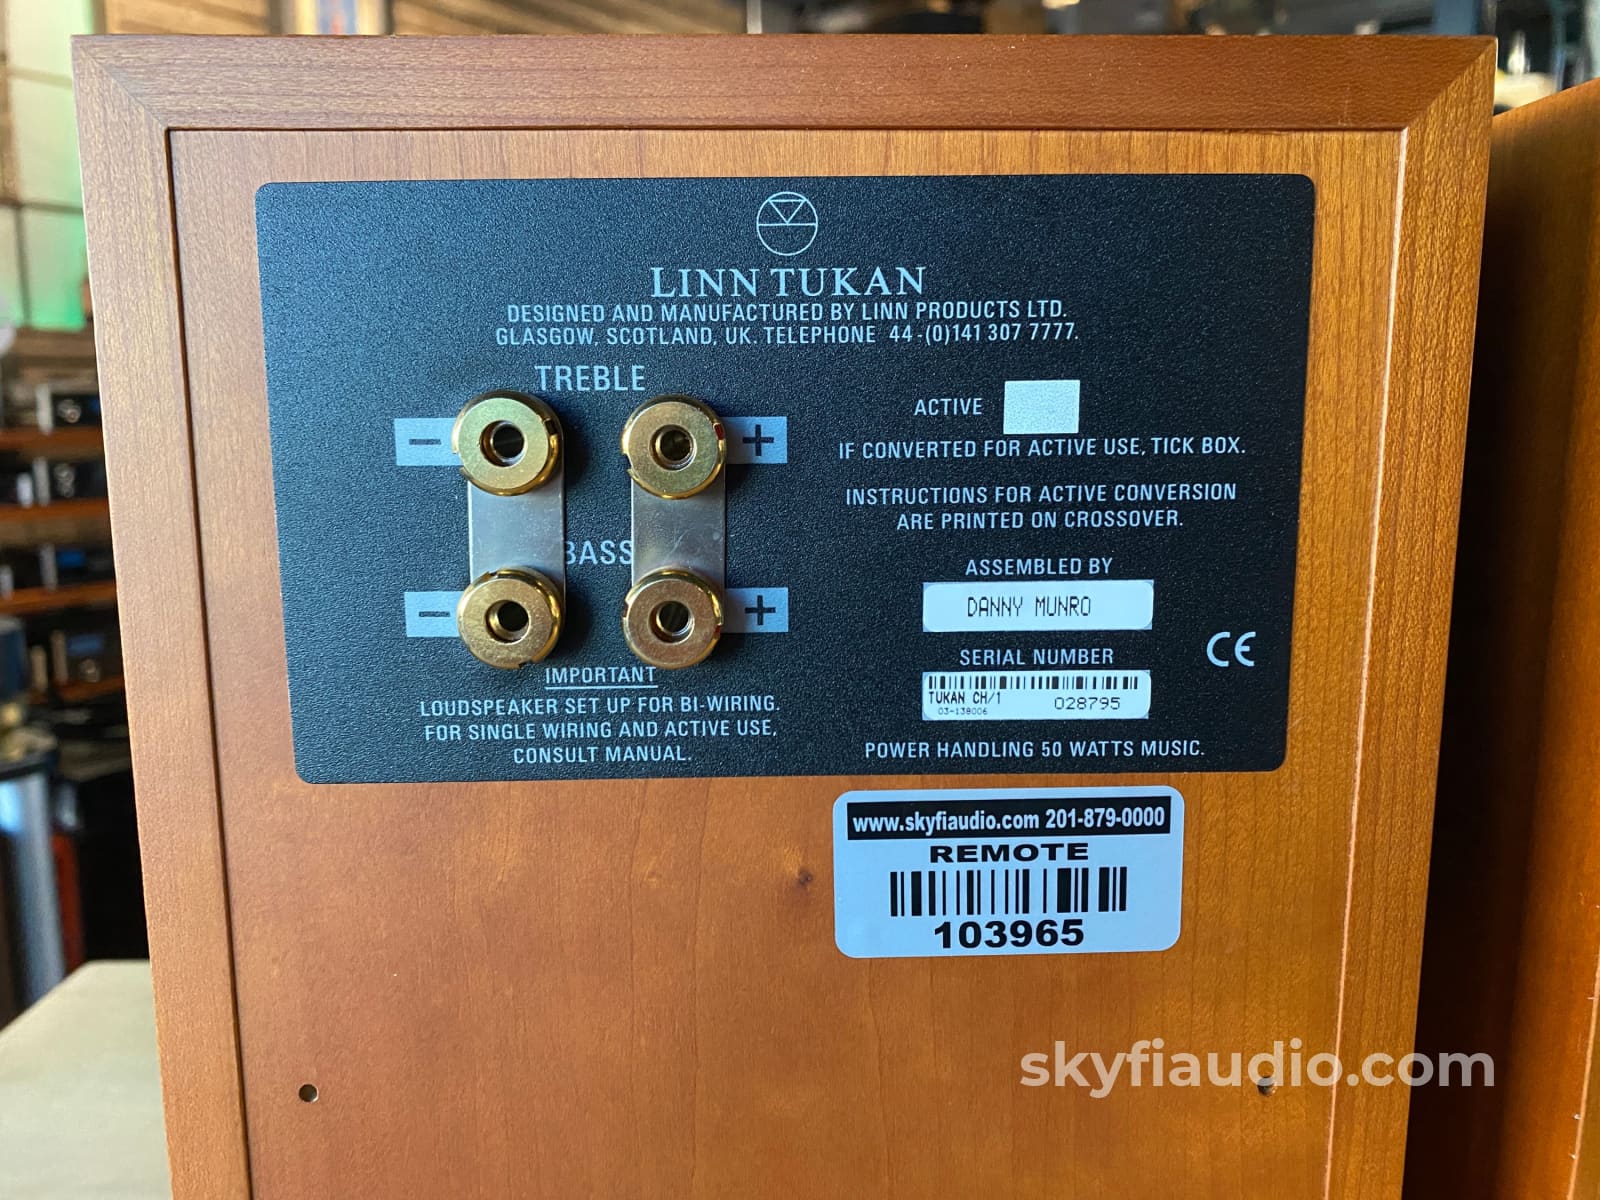 LINN TUKAN
DESIGNED AND MANUFACTURED BY LINN PRODUCTS LTD.
GLASGOW, SCOTLAND, UK. TELEPHONE 44-(0)141 307 7777.
TREBLE
− +
BASS
− +
IMPORTANT
LOUDSPEAKER SET UP FOR BI-WIRING.
FOR SINGLE WIRING AND ACTIVE USE,
CONSULT MANUAL.
ACTIVE
IF CONVERTED FOR ACTIVE USE, TICK BOX.
INSTRUCTIONS FOR ACTIVE CONVERSION
ARE PRINTED ON CROSSOVER.
ASSEMBLED BY
DANNY MUNRO
SERIAL NUMBER
TUKAN CH/1 028795
03-138006
CE
POWER HANDLING 50 WATTS MUSIC.
www.skyfiaudio.com 201-879-0000
REMOTE
103965
skyfiaudio.com